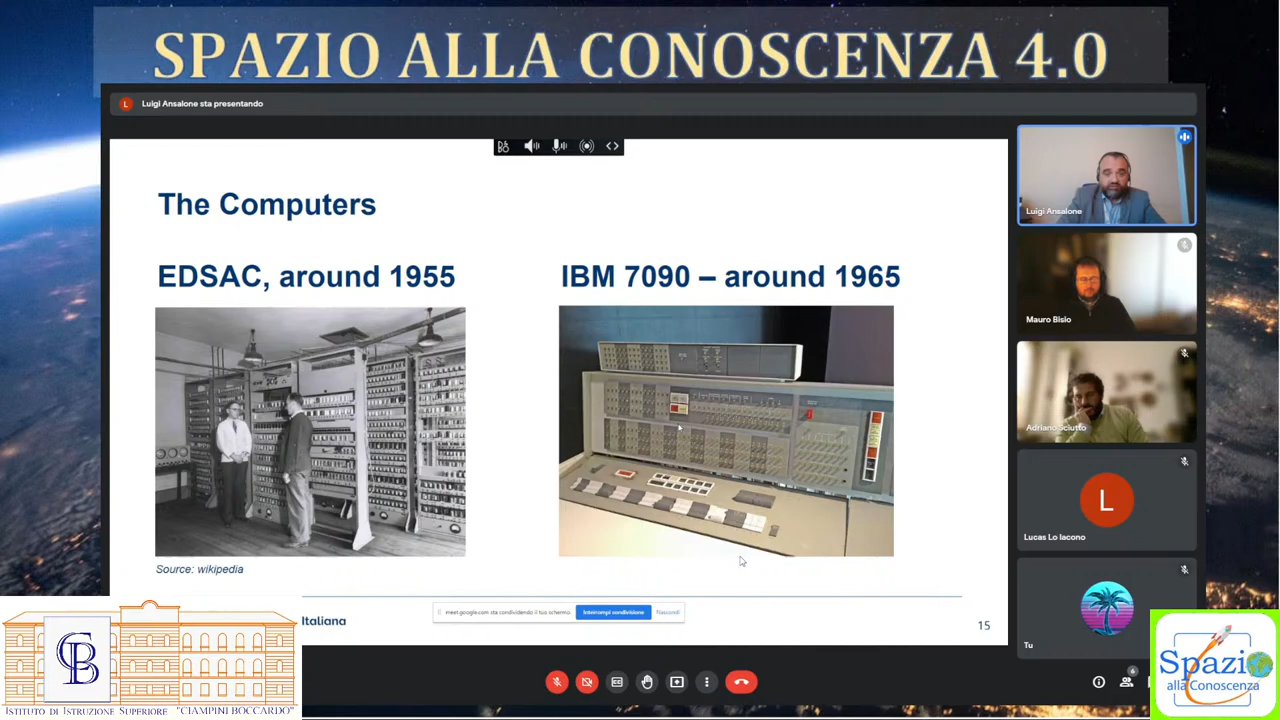 SPAZIO ALLA CONOSCENZA 4.0
L
Luigi Ansalone sta presentando
The Computers
EDSAC, around 1955
IBM 7090 – around 1965
Source: wikipedia
meet.google.com sta condividendo il tuo schermo.
Interrompi condivisione
Nascondi
Italiana
15
Luigi Ansalone
Mauro Bisio
Adriano Sciutto
L
Lucas Lo Iacono
Tu
6
CB
ISTITUTO DI ISTRUZIONE SUPERIORE "CIAMPINI BOCCARDO"
Spazio
alla Conoscenza